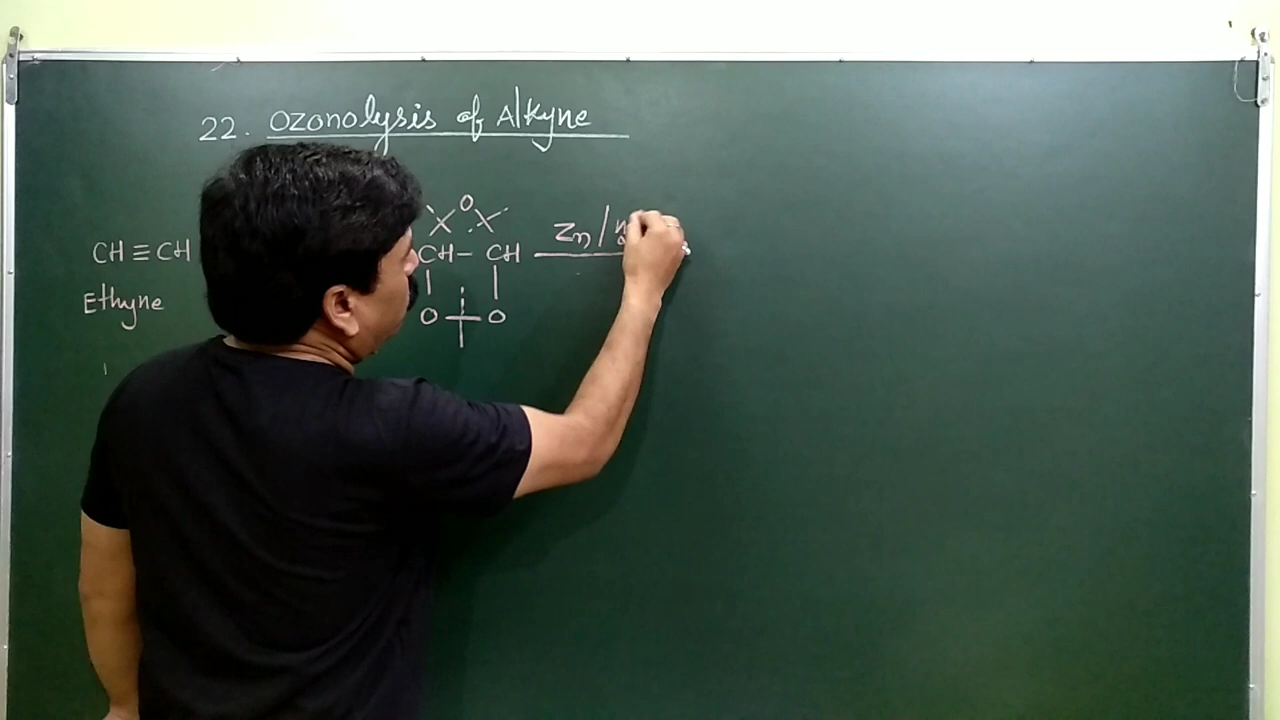 22. Ozonolysis of Alkyne
O
CH ≡ CH CH – CH Zn /
Ethyne O O